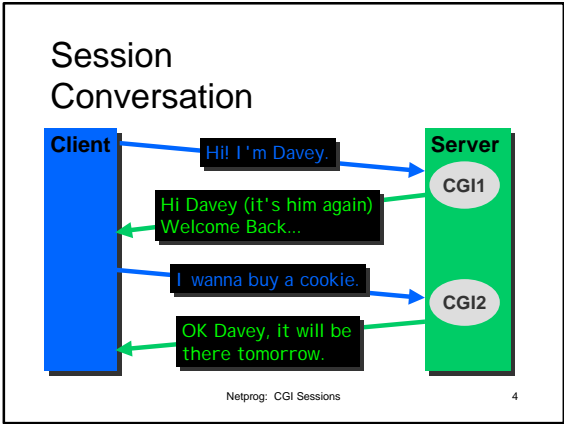 Session
Conversation
Client
Server
Hi! I'm Davey.
CGI1
Hi Davey (it's him again)
Welcome Back...
I wanna buy a cookie.
CGI2
OK Davey, it will be
there tomorrow.
Netprog: CGI Sessions
4